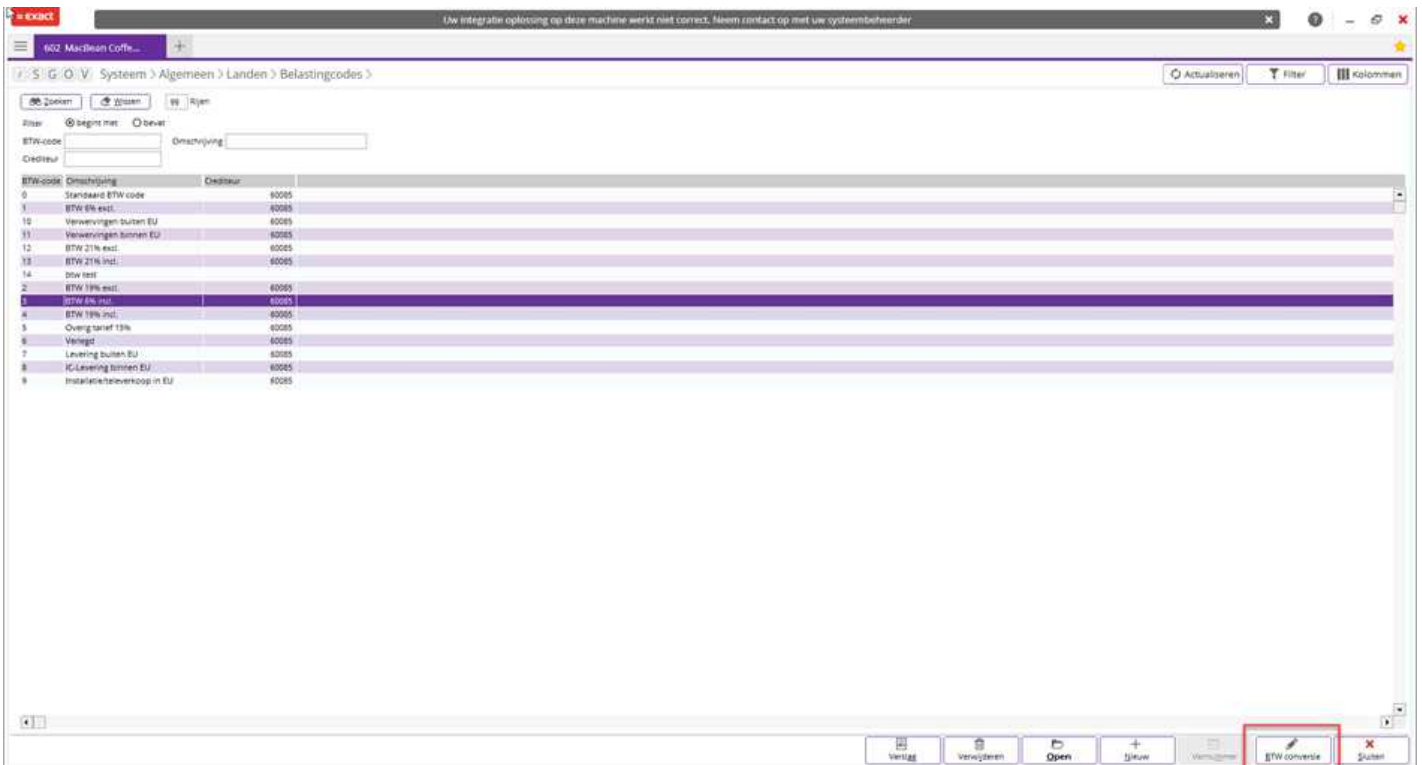 = exact
Uw integratie oplossing op deze machine werkt niet correct. Neem contact op met uw systeembeheerder
602 MacBean Coffe...
S G O V Systeem > Algemeen > Landen > Belastingcodes >
Actualiseren Filter Kolommen
Zoeken Wissen 99 Rijen
Filter begint met bevat
BTW-code Omschrijving
Crediteur
BTW-code Omschrijving Crediteur
0 Standaard BTW code 60085
1 BTW 6% excl. 60085
10 Verwervingen buiten EU 60085
11 Verwervingen binnen EU 60085
12 BTW 21% excl. 60085
13 BTW 21% incl. 60085
14 btw test
2 BTW 19% excl. 60085
3 BTW 6% incl. 60085
4 BTW 19% incl. 60085
5 Overig tarief 15% 60085
6 Verlegd 60085
7 Levering buiten EU 60085
8 IC-Levering binnen EU 60085
9 Installatie/televerkoop in EU 60085
Verslag Verwijderen Open Nieuw BTW conversie Sluiten